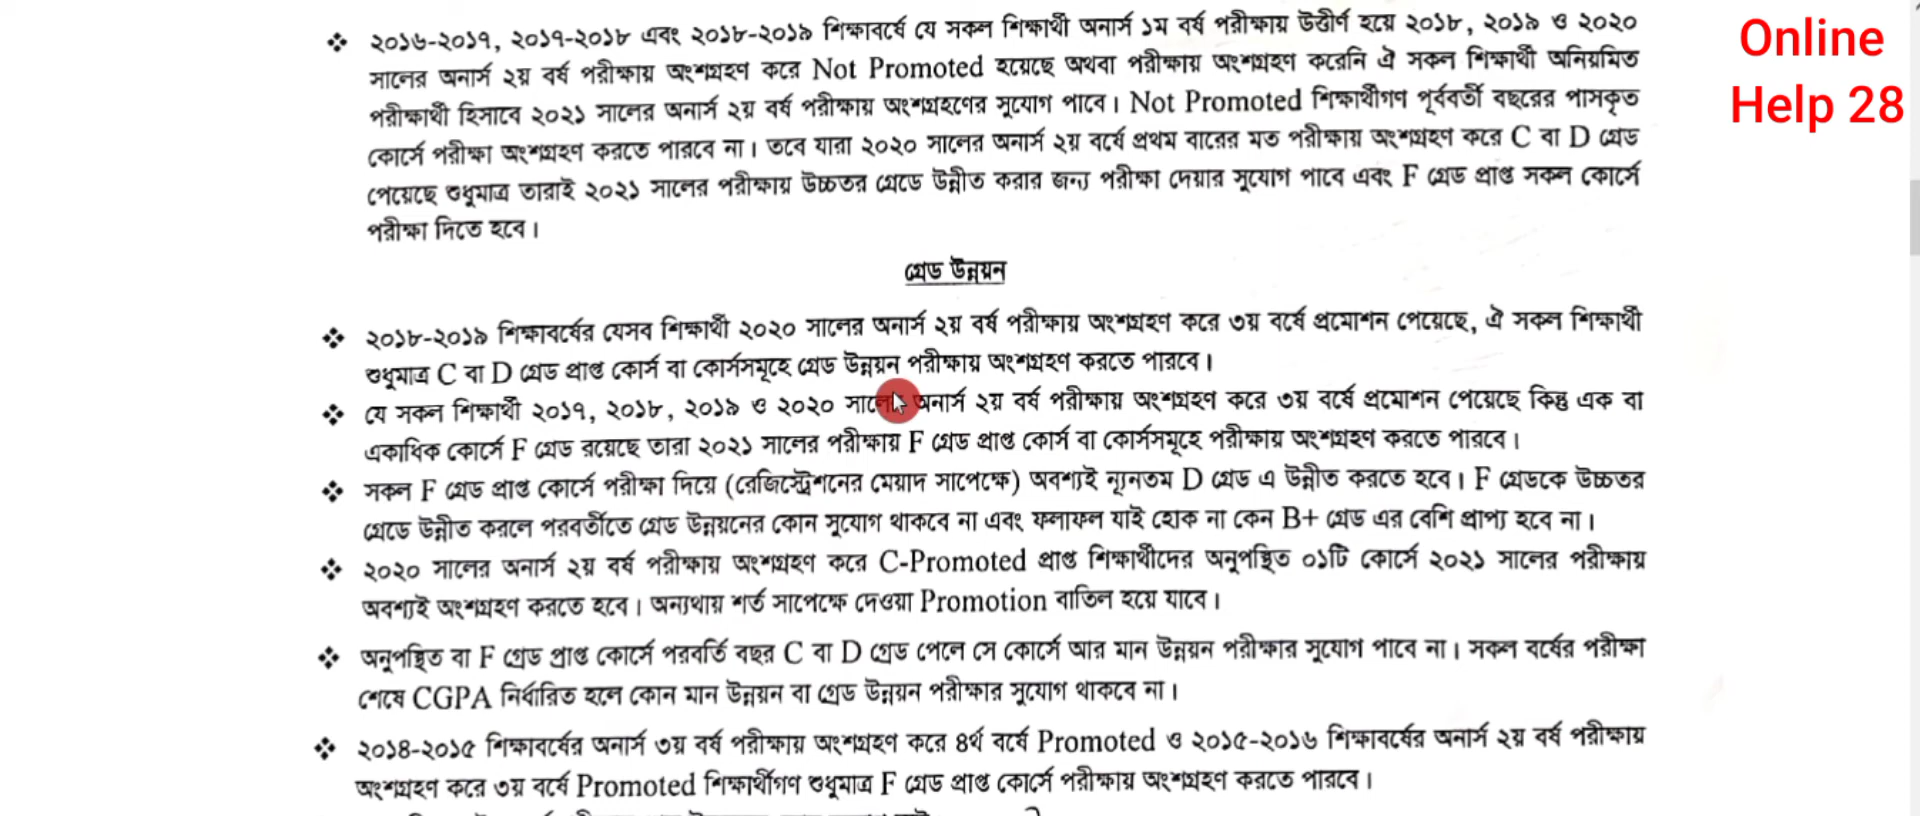 ❖ ২০১৬-২০১৭, ২০১৭-২০১৮ এবং ২০১৮-২০১৯ শিক্ষাবর্ষে যে সকল শিক্ষার্থী অনার্স ১ম বর্ষ পরীক্ষায় উত্তীর্ণ হয়ে ২০১৮, ২০১৯ ও ২০২০
সালের অনার্স ২য় বর্ষ পরীক্ষায় অংশগ্রহণ করে Not Promoted হয়েছে অথবা পরীক্ষায় অংশগ্রহণ করেনি ঐ সকল শিক্ষার্থী অনিয়মিত
পরীক্ষার্থী হিসাবে ২০২১ সালের অনার্স ২য় বর্ষ পরীক্ষায় অংশগ্রহণের সুযোগ পাবে। Not Promoted শিক্ষার্থীগণ পূর্ববর্তী বছরের পাসকৃত
কোর্সে পরীক্ষা অংশগ্রহণ করতে পারবে না। তবে যারা ২০২০ সালের অনার্স ২য় বর্ষে প্রথম বারের মত পরীক্ষায় অংশগ্রহণ করে C বা D গ্রেড
পেয়েছে শুধুমাত্র তারাই ২০২১ সালের পরীক্ষায় উচ্চতর গ্রেডে উন্নীত করার জন্য পরীক্ষা দেয়ার সুযোগ পাবে এবং F গ্রেড প্রাপ্ত সকল কোর্সে
পরীক্ষা দিতে হবে।
Online
Help 28
গ্রেড উন্নয়ন
❖ ২০১৮-২০১৯ শিক্ষাবর্ষের যেসব শিক্ষার্থী ২০২০ সালের অনার্স ২য় বর্ষ পরীক্ষায় অংশগ্রহণ করে ৩য় বর্ষে প্রমোশন পেয়েছে, ঐ সকল শিক্ষার্থী
শুধুমাত্র C বা D গ্রেড প্রাপ্ত কোর্স বা কোর্সসমূহে গ্রেড উন্নয়ন পরীক্ষায় অংশগ্রহণ করতে পারবে।
❖ যে সকল শিক্ষার্থী ২০১৭, ২০১৮, ২০১৯ ও ২০২০ সালের অনার্স ২য় বর্ষ পরীক্ষায় অংশগ্রহণ করে ৩য় বর্ষে প্রমোশন পেয়েছে কিন্তু এক বা
একাধিক কোর্সে F গ্রেড রয়েছে তারা ২০২১ সালের পরীক্ষায় F গ্রেড প্রাপ্ত কোর্স বা কোর্সসমূহে পরীক্ষায় অংশগ্রহণ করতে পারবে।
❖ সকল F গ্রেড প্রাপ্ত কোর্সে পরীক্ষা দিয়ে (রেজিস্ট্রেশনের মেয়াদ সাপেক্ষে) অবশ্যই ন্যূনতম D গ্রেড এ উন্নীত করতে হবে। F গ্রেডকে উচ্চতর
গ্রেডে উন্নীত করলে পরবর্তীতে গ্রেড উন্নয়নের কোন সুযোগ থাকবে না এবং ফলাফল যাই হোক না কেন B+ গ্রেড এর বেশি প্রাপ্য হবে না।
❖ ২০২০ সালের অনার্স ২য় বর্ষ পরীক্ষায় অংশগ্রহণ করে C-Promoted প্রাপ্ত শিক্ষার্থীদের অনুপস্থিত ০১টি কোর্সে ২০২১ সালের পরীক্ষায়
অবশ্যই অংশগ্রহণ করতে হবে। অন্যথায় শর্ত সাপেক্ষে দেওয়া Promotion বাতিল হয়ে যাবে।
❖ অনুপস্থিত বা F গ্রেড প্রাপ্ত কোর্সে পরবর্তি বছর C বা D গ্রেড পেলে সে কোর্সে আর মান উন্নয়ন পরীক্ষার সুযোগ পাবে না। সকল বর্ষের পরীক্ষা
শেষে CGPA নির্ধারিত হলে কোন মান উন্নয়ন বা গ্রেড উন্নয়ন পরীক্ষার সুযোগ থাকবে না।
❖ ২০১৪-২০১৫ শিক্ষাবর্ষের অনার্স ৩য় বর্ষ পরীক্ষায় অংশগ্রহণ করে ৪র্থ বর্ষে Promoted ও ২০১৫-২০১৬ শিক্ষাবর্ষের অনার্স ২য় বর্ষ পরীক্ষায়
অংশগ্রহণ করে ৩য় বর্ষে Promoted শিক্ষার্থীগণ শুধুমাত্র F গ্রেড প্রাপ্ত কোর্সে পরীক্ষায় অংশগ্রহণ করতে পারবে।